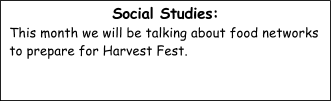 Social Studies:
This month we will be talking about food networks
to prepare for Harvest Fest.